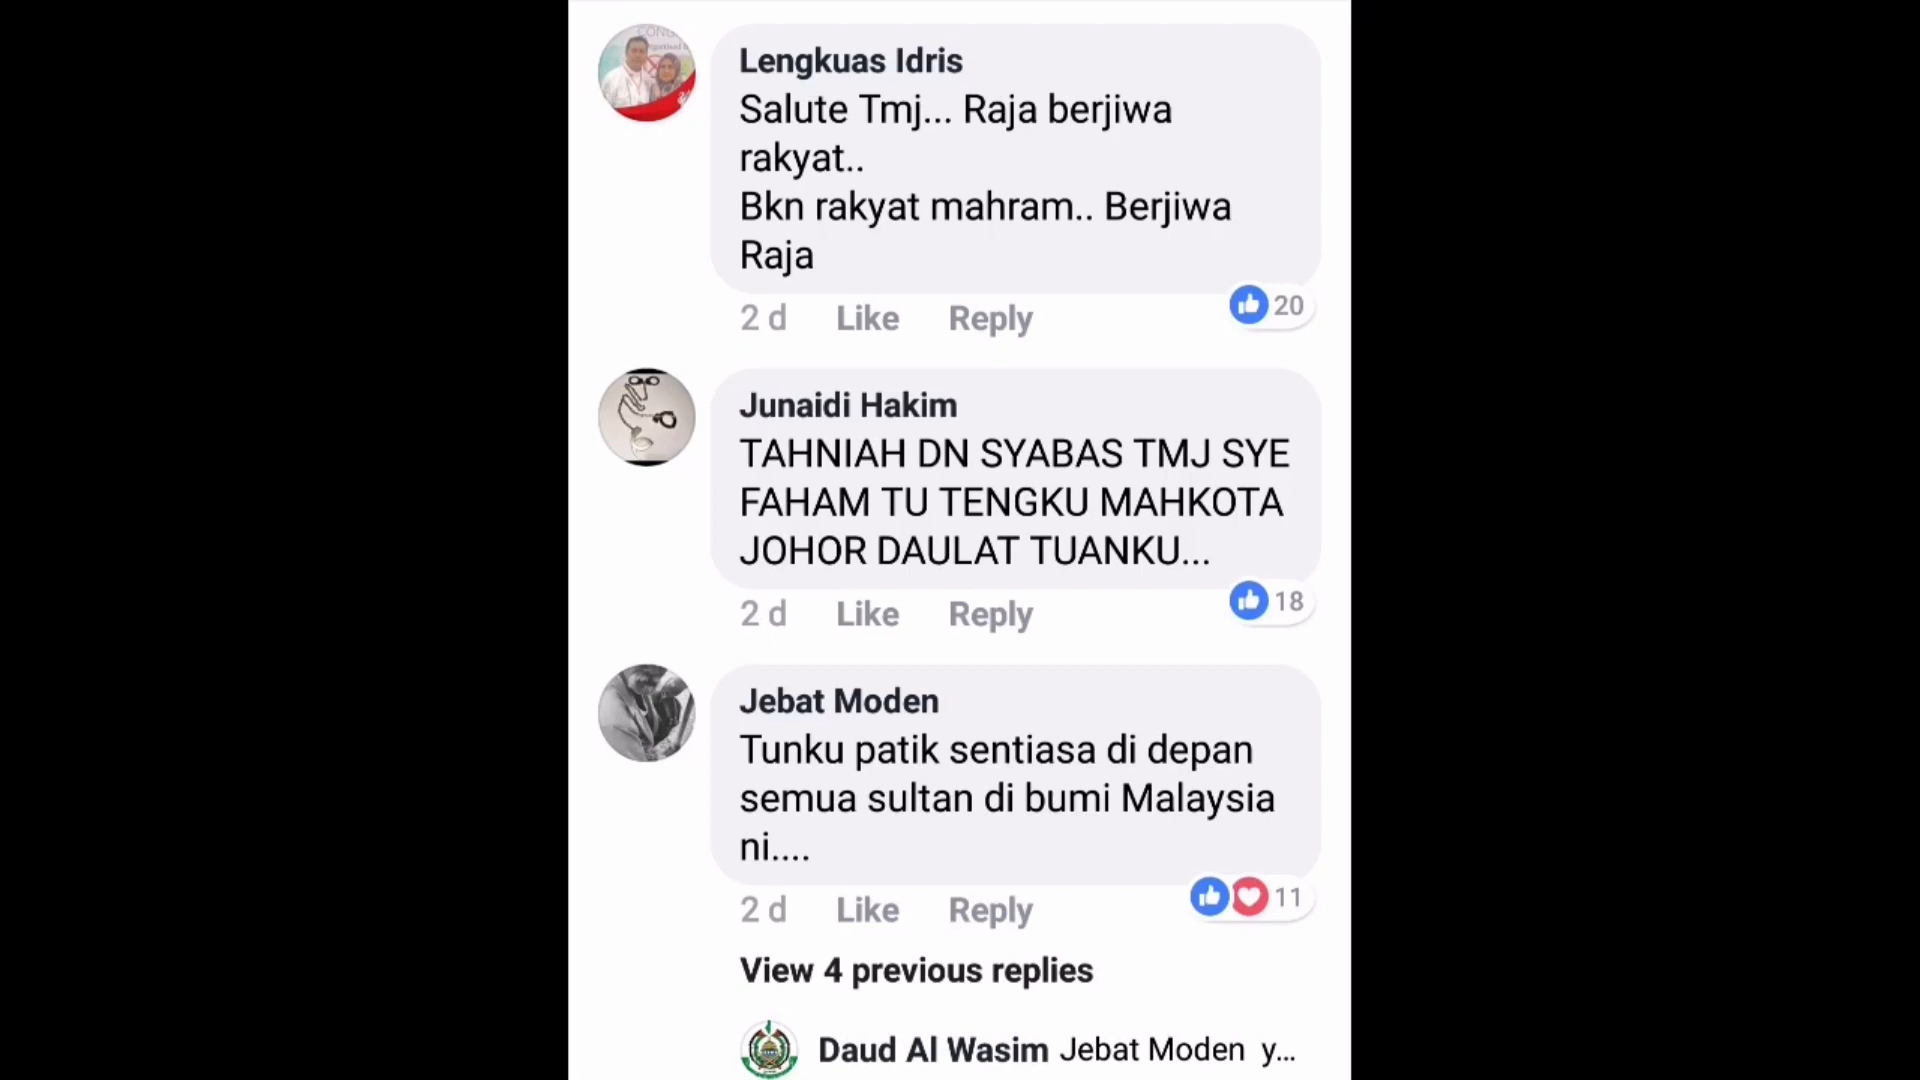 Lengkuas Idris
Salute Tmj... Raja berjiwa
rakyat..
Bkn rakyat mahram.. Berjiwa
Raja
2 d Like Reply 20
Junaidi Hakim
TAHNIAH DN SYABAS TMJ SYE
FAHAM TU TENGKU MAHKOTA
JOHOR DAULAT TUANKU...
2 d Like Reply 18
Jebat Moden
Tunku patik sentiasa di depan
semua sultan di bumi Malaysia
ni....
2 d Like Reply 11
View 4 previous replies
Daud Al Wasim Jebat Moden y...